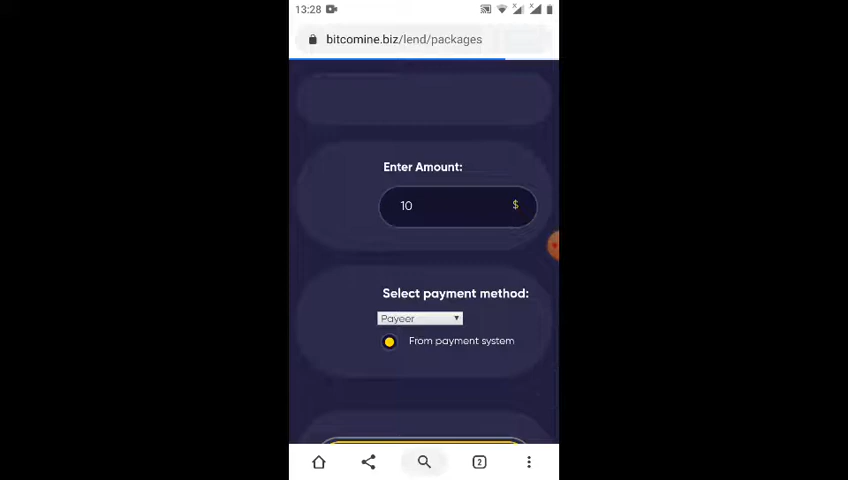 13:28
bitcomine.biz/lend/packages
Enter Amount:
10 $
Select payment method:
Payeer
From payment system
2